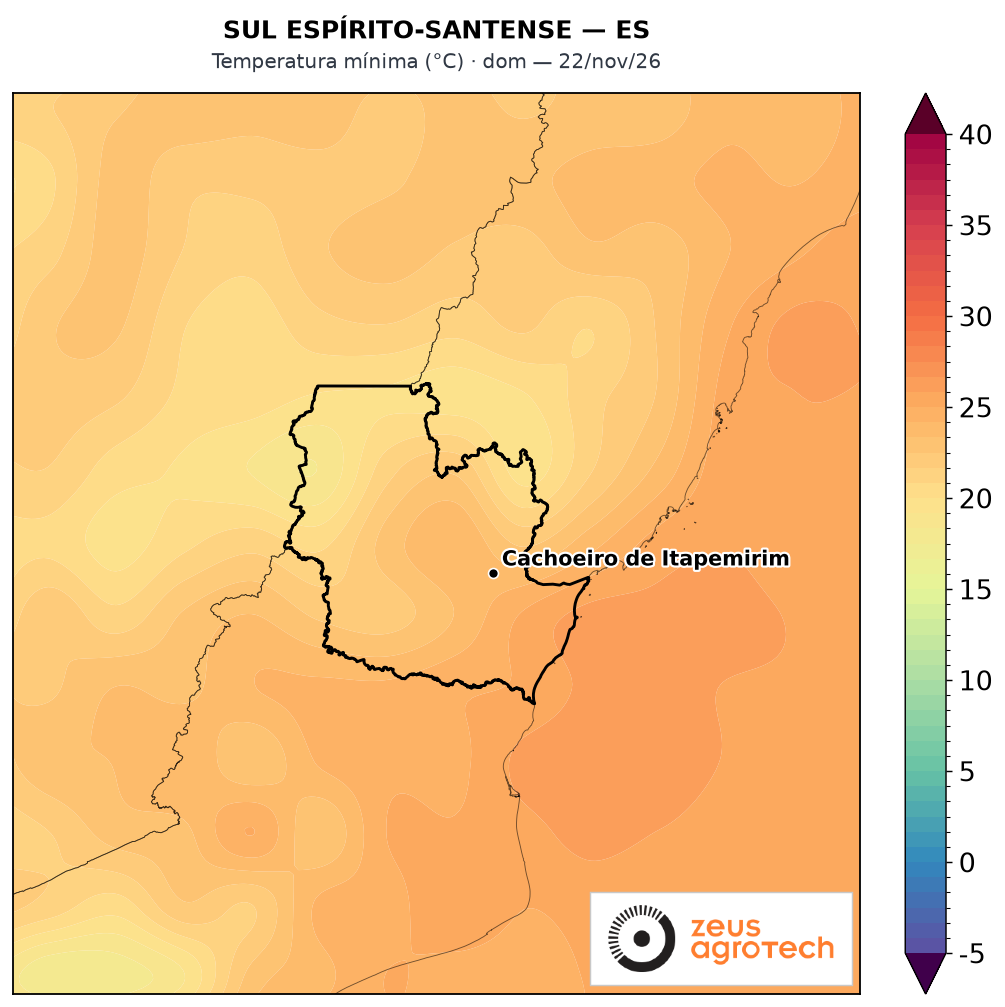 SUL ESPÍRITO-SANTENSE — ES
Temperatura mínima (°C) · dom — 22/nov/26
40
35
30
25
20
15
10
5
0
-5
Cachoeiro de Itapemirim
zeus
agrotech